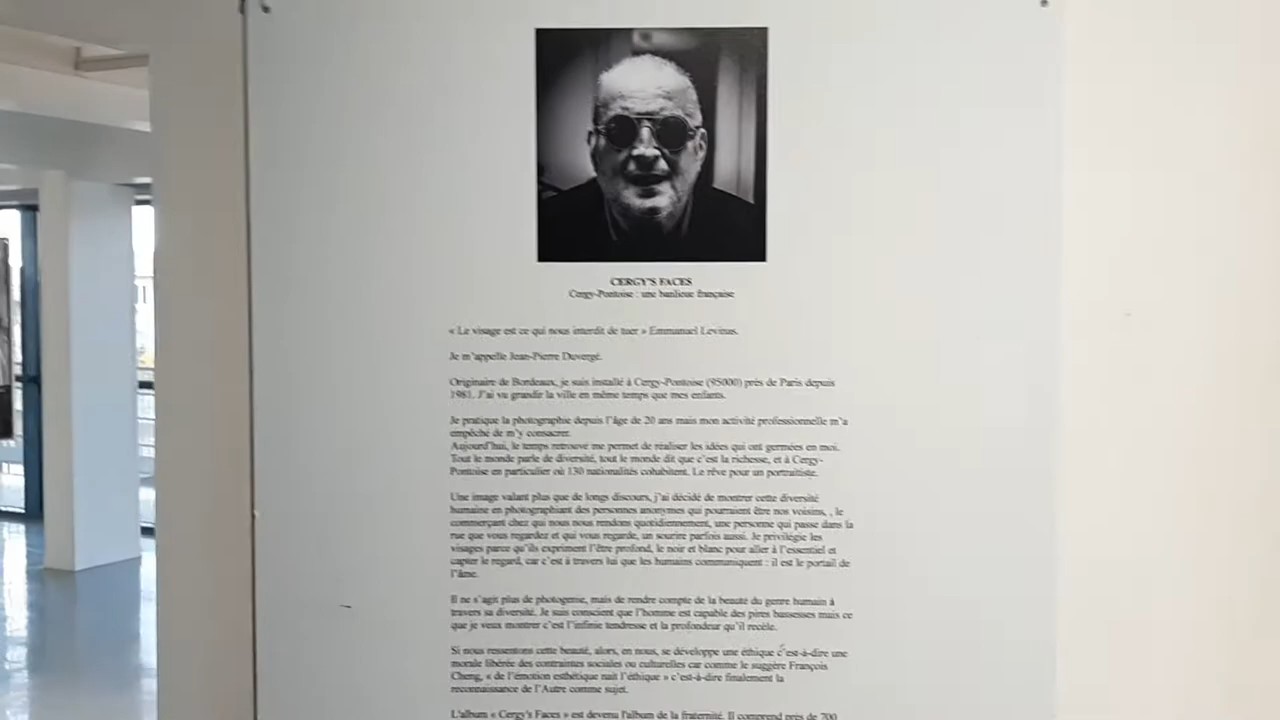 CERGY'S FACES
Cergy-Pontoise : une banlieue française
« Le visage est ce qui nous interdit de tuer » Emmanuel Levinas.
Je m'appelle Jean-Pierre Duvergé.
Originaire de Bordeaux, je suis installé à Cergy-Pontoise (95000) près de Paris depuis
1981. J'ai vu grandir la ville en même temps que mes enfants.
Je pratique la photographie depuis l'âge de 20 ans mais mon activité professionnelle m'a
empêché de m'y consacrer.
Aujourd'hui, le temps retrouvé me permet de réaliser les idées qui ont germées en moi.
Tout le monde parle de diversité, tout le monde dit que c'est la richesse, et à Cergy-
Pontoise en particulier où 130 nationalités cohabitent. Le rêve pour un portraitiste.
Une image valant plus que de longs discours, j'ai décidé de montrer cette diversité
humaine en photographiant des personnes anonymes qui pourraient être nos voisins, , le
commerçant chez qui nous nous rendons quotidiennement, une personne qui passe dans la
rue que vous regardez et qui vous regarde, un sourire parfois aussi. Je privilégie les
visages parce qu'ils expriment l'être profond, le noir et blanc pour aller à l'essentiel et
capter le regard, car c'est à travers lui que les humains communiquent : il est le portail de
l'âme.
Il ne s'agit plus de photogenie, mais de rendre compte de la beauté du genre humain à
travers sa diversité. Je suis conscient que l'homme est capable des pires bassesses mais ce
que je veux montrer c'est l'infinie tendresse et la profondeur qu'il recèle.
Si nous ressentons cette beauté, alors, en nous, se développe une éthique c'est-à-dire une
morale libérée des contraintes sociales ou culturelles car comme le suggère François
Cheng, « de l'émotion esthétique nait l'éthique » c'est-à-dire finalement la
reconnaissance de l'Autre comme sujet.
L'album « Cergy's Faces » est devenu l'album de la fraternité. Il comprend près de 700